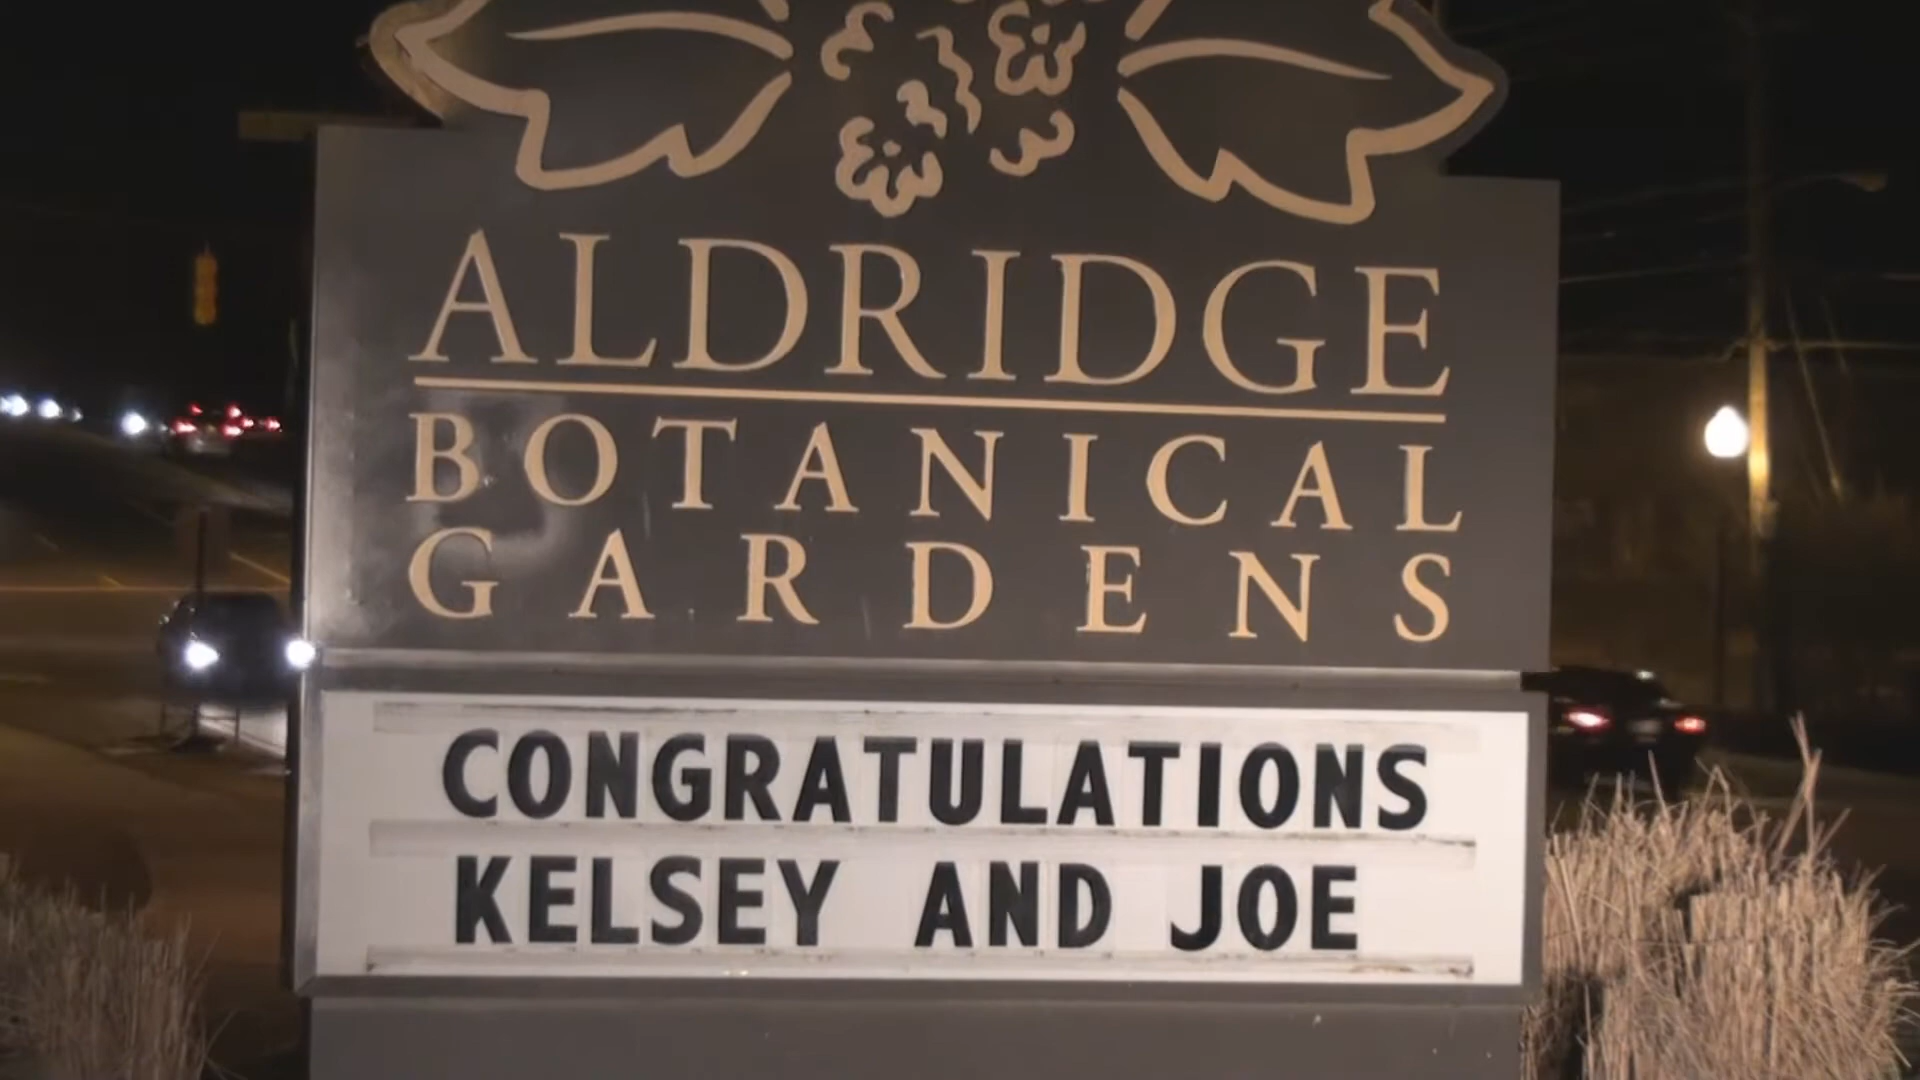 ALDRIDGE
BOTANICAL
GARDENS
CONGRATULATIONS
KELSEY AND JOE